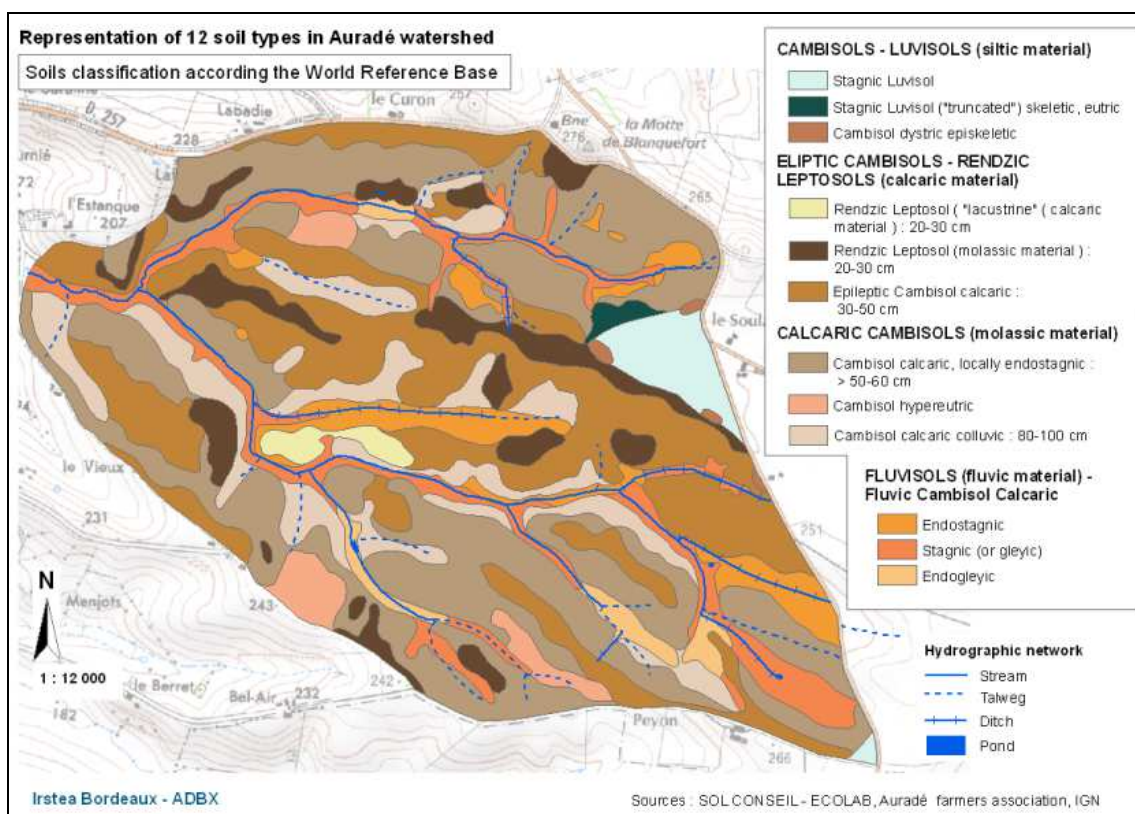 Representation of 12 soil types in Auradé watershed
Soils classification according the World Reference Base
CAMBISOLS - LUVISOLS (siltic material)
Stagnic Luvisol
Stagnic Luvisol ("truncated") skeletic, eutric
Cambisol dystric episkeletic
ELIPTIC CAMBISOLS - RENDZIC
LEPTOSOLS (calcaric material)
Rendzic Leptosol ( "lacustrine" ( calcaric
material ) : 20-30 cm
Rendzic Leptosol (molassic material ) :
20-30 cm
Epileptic Cambisol calcaric :
30-50 cm
CALCARIC CAMBISOLS (molassic material)
Cambisol calcaric, locally endostagnic :
> 50-60 cm
Cambisol hypereutric
Cambisol calcaric colluvic : 80-100 cm
FLUVISOLS (fluvic material) -
Fluvic Cambisol Calcaric
Endostagnic
Stagnic (or gleyic)
Endogleyic
Hydrographic network
Stream
Talweg
Ditch
Pond
le Curon
257
Labadie
0 257
228
Bne
276
la Motte
de Blanquefort
265
l'Estanque
207
72
le Soul
le Vieux
231
251
N
1 : 12 000
Menjots
243
le Berret
Bel-Air
232
242
182
Peyon
266
Irstea Bordeaux - ADBX
Sources : SOL CONSEIL - ECOLAB, Auradé farmers association, IGN